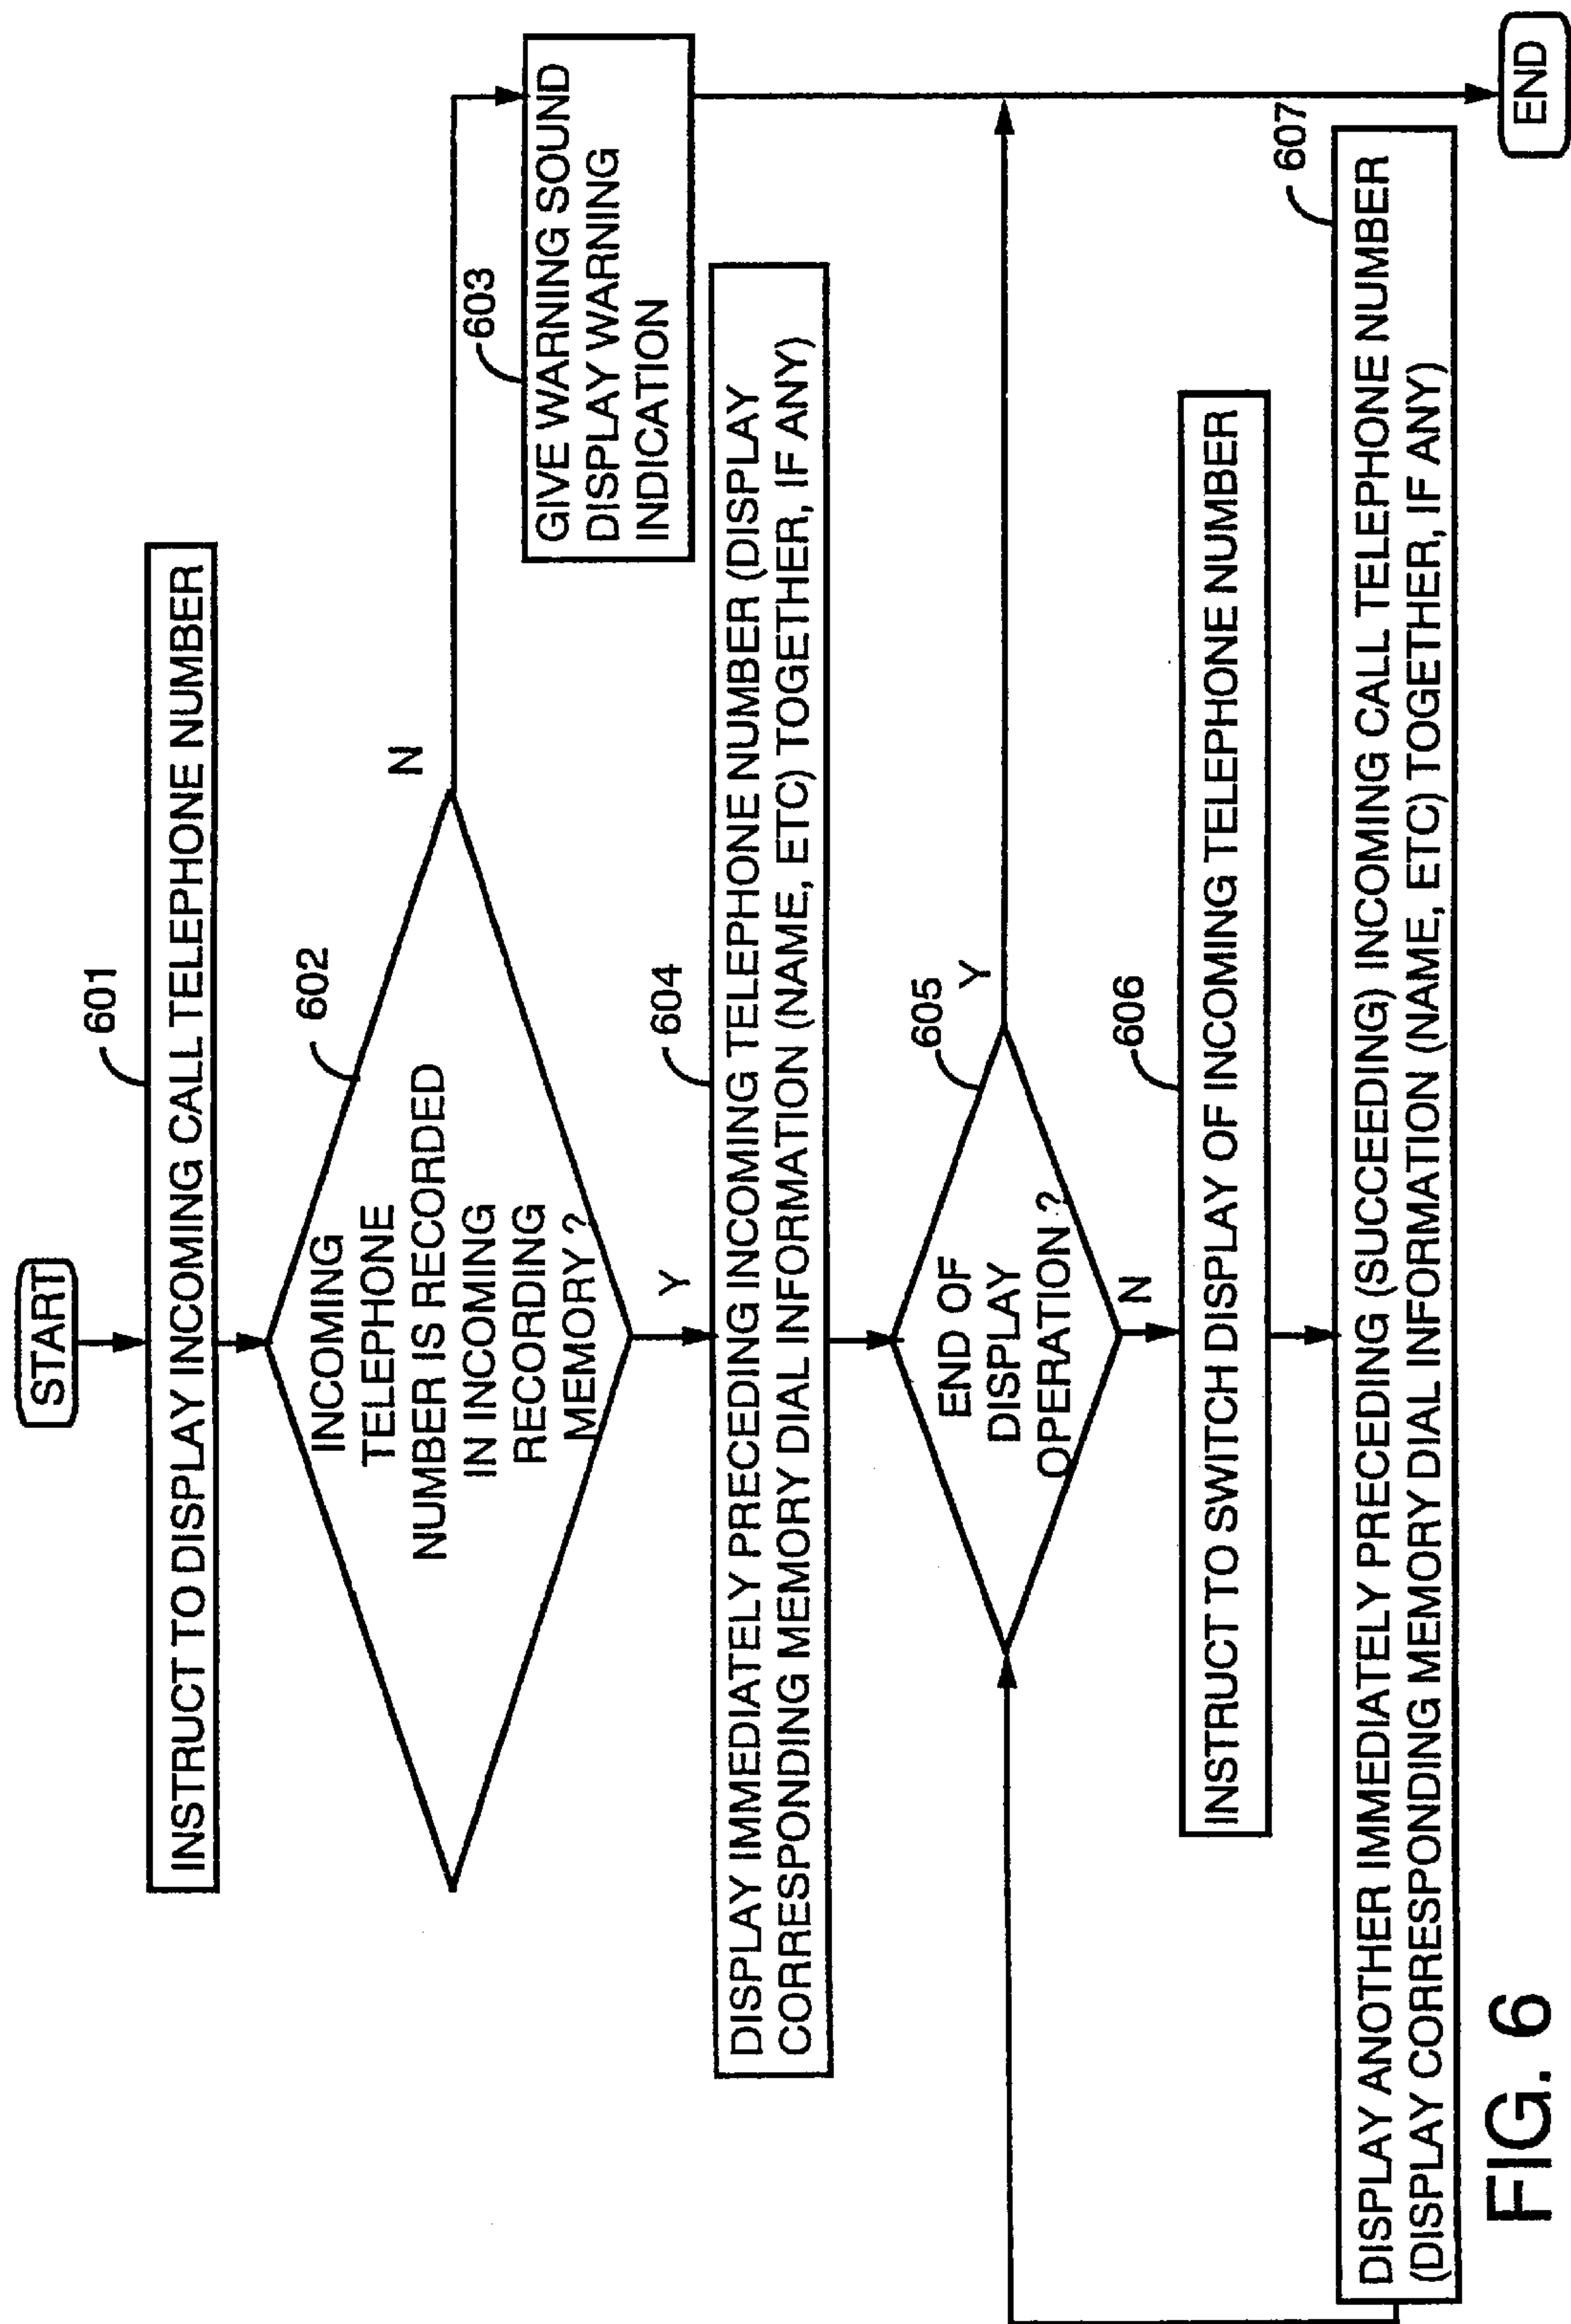 START
601
INSTRUCT TO DISPLAY INCOMING CALL TELEPHONE NUMBER
602
INCOMING
TELEPHONE
NUMBER IS RECORDED
IN INCOMING
RECORDING
MEMORY ?
N
Y
603
GIVE WARNING SOUND
DISPLAY WARNING
INDICATION
604
DISPLAY IMMEDIATELY PRECEDING INCOMING TELEPHONE NUMBER (DISPLAY
CORRESPONDING MEMORY DIAL INFORMATION (NAME, ETC) TOGETHER, IF ANY)
605
END OF
DISPLAY
OPERATION ?
Y
N
606
INSTRUCT TO SWITCH DISPLAY OF INCOMING TELEPHONE NUMBER
607
DISPLAY ANOTHER IMMEDIATELY PRECEDING (SUCCEEDING) INCOMING CALL TELEPHONE NUMBER
(DISPLAY CORRESPONDING MEMORY DIAL INFORMATION (NAME, ETC) TOGETHER, IF ANY)
END
FIG. 6